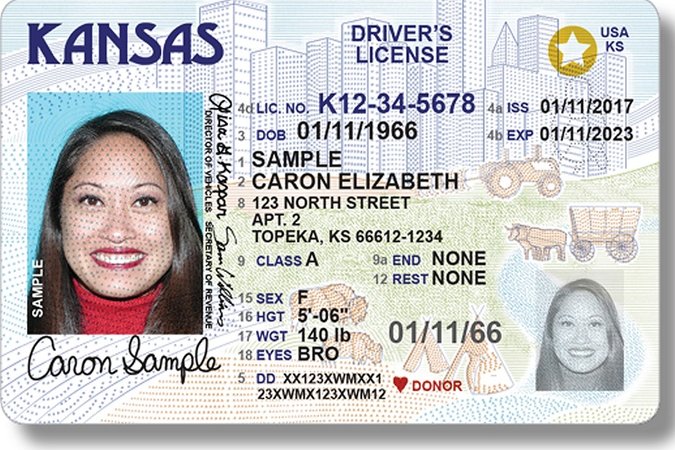 KANSAS
DRIVER'S
LICENSE
USA
KS
4d LIC. NO. K12-34-5678
4a ISS 01/11/2017
3 DOB 01/11/1966
4b EXP 01/11/2023
1 SAMPLE
2 CARON ELIZABETH
8 123 NORTH STREET
APT. 2
TOPEKA, KS 66612-1234
9 CLASS A
9a END NONE
12 REST NONE
15 SEX F
16 HGT 5'-06"
17 WGT 140 lb
18 EYES BRO
01/11/66
5 DD XX123XWMXX1
23XWMX123XWM12
DONOR
SAMPLE
DIRECTOR OF VEHICLES
SECRETARY OF REVENUE
Caron Sample